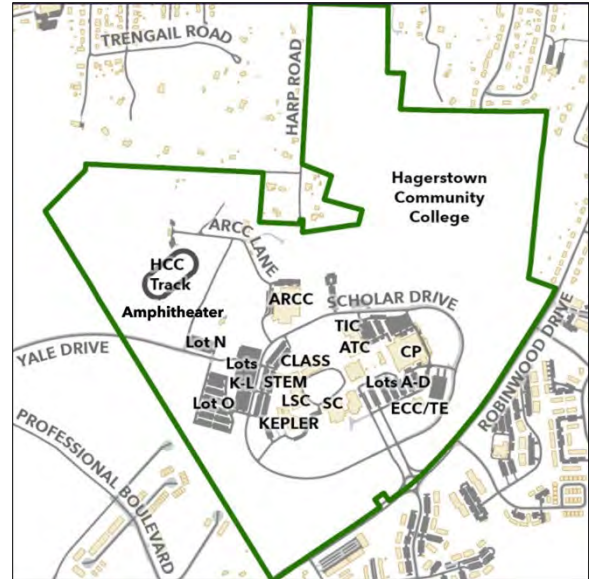 TRENGAIL ROAD
HARP ROAD
Hagerstown
Community
College
ARCC LANE
HCC
Track
Amphitheater
ARCC
SCHOLAR DRIVE
ROBINWOOD DRIVE
YALE DRIVE
Lot N
TIC
ATC
CP
Lots
K-L
CLASS
STEM
Lot O
LSC
SC
Lots A-D
ECC/TE
KEPLER
PROFESSIONAL BOULEVARD